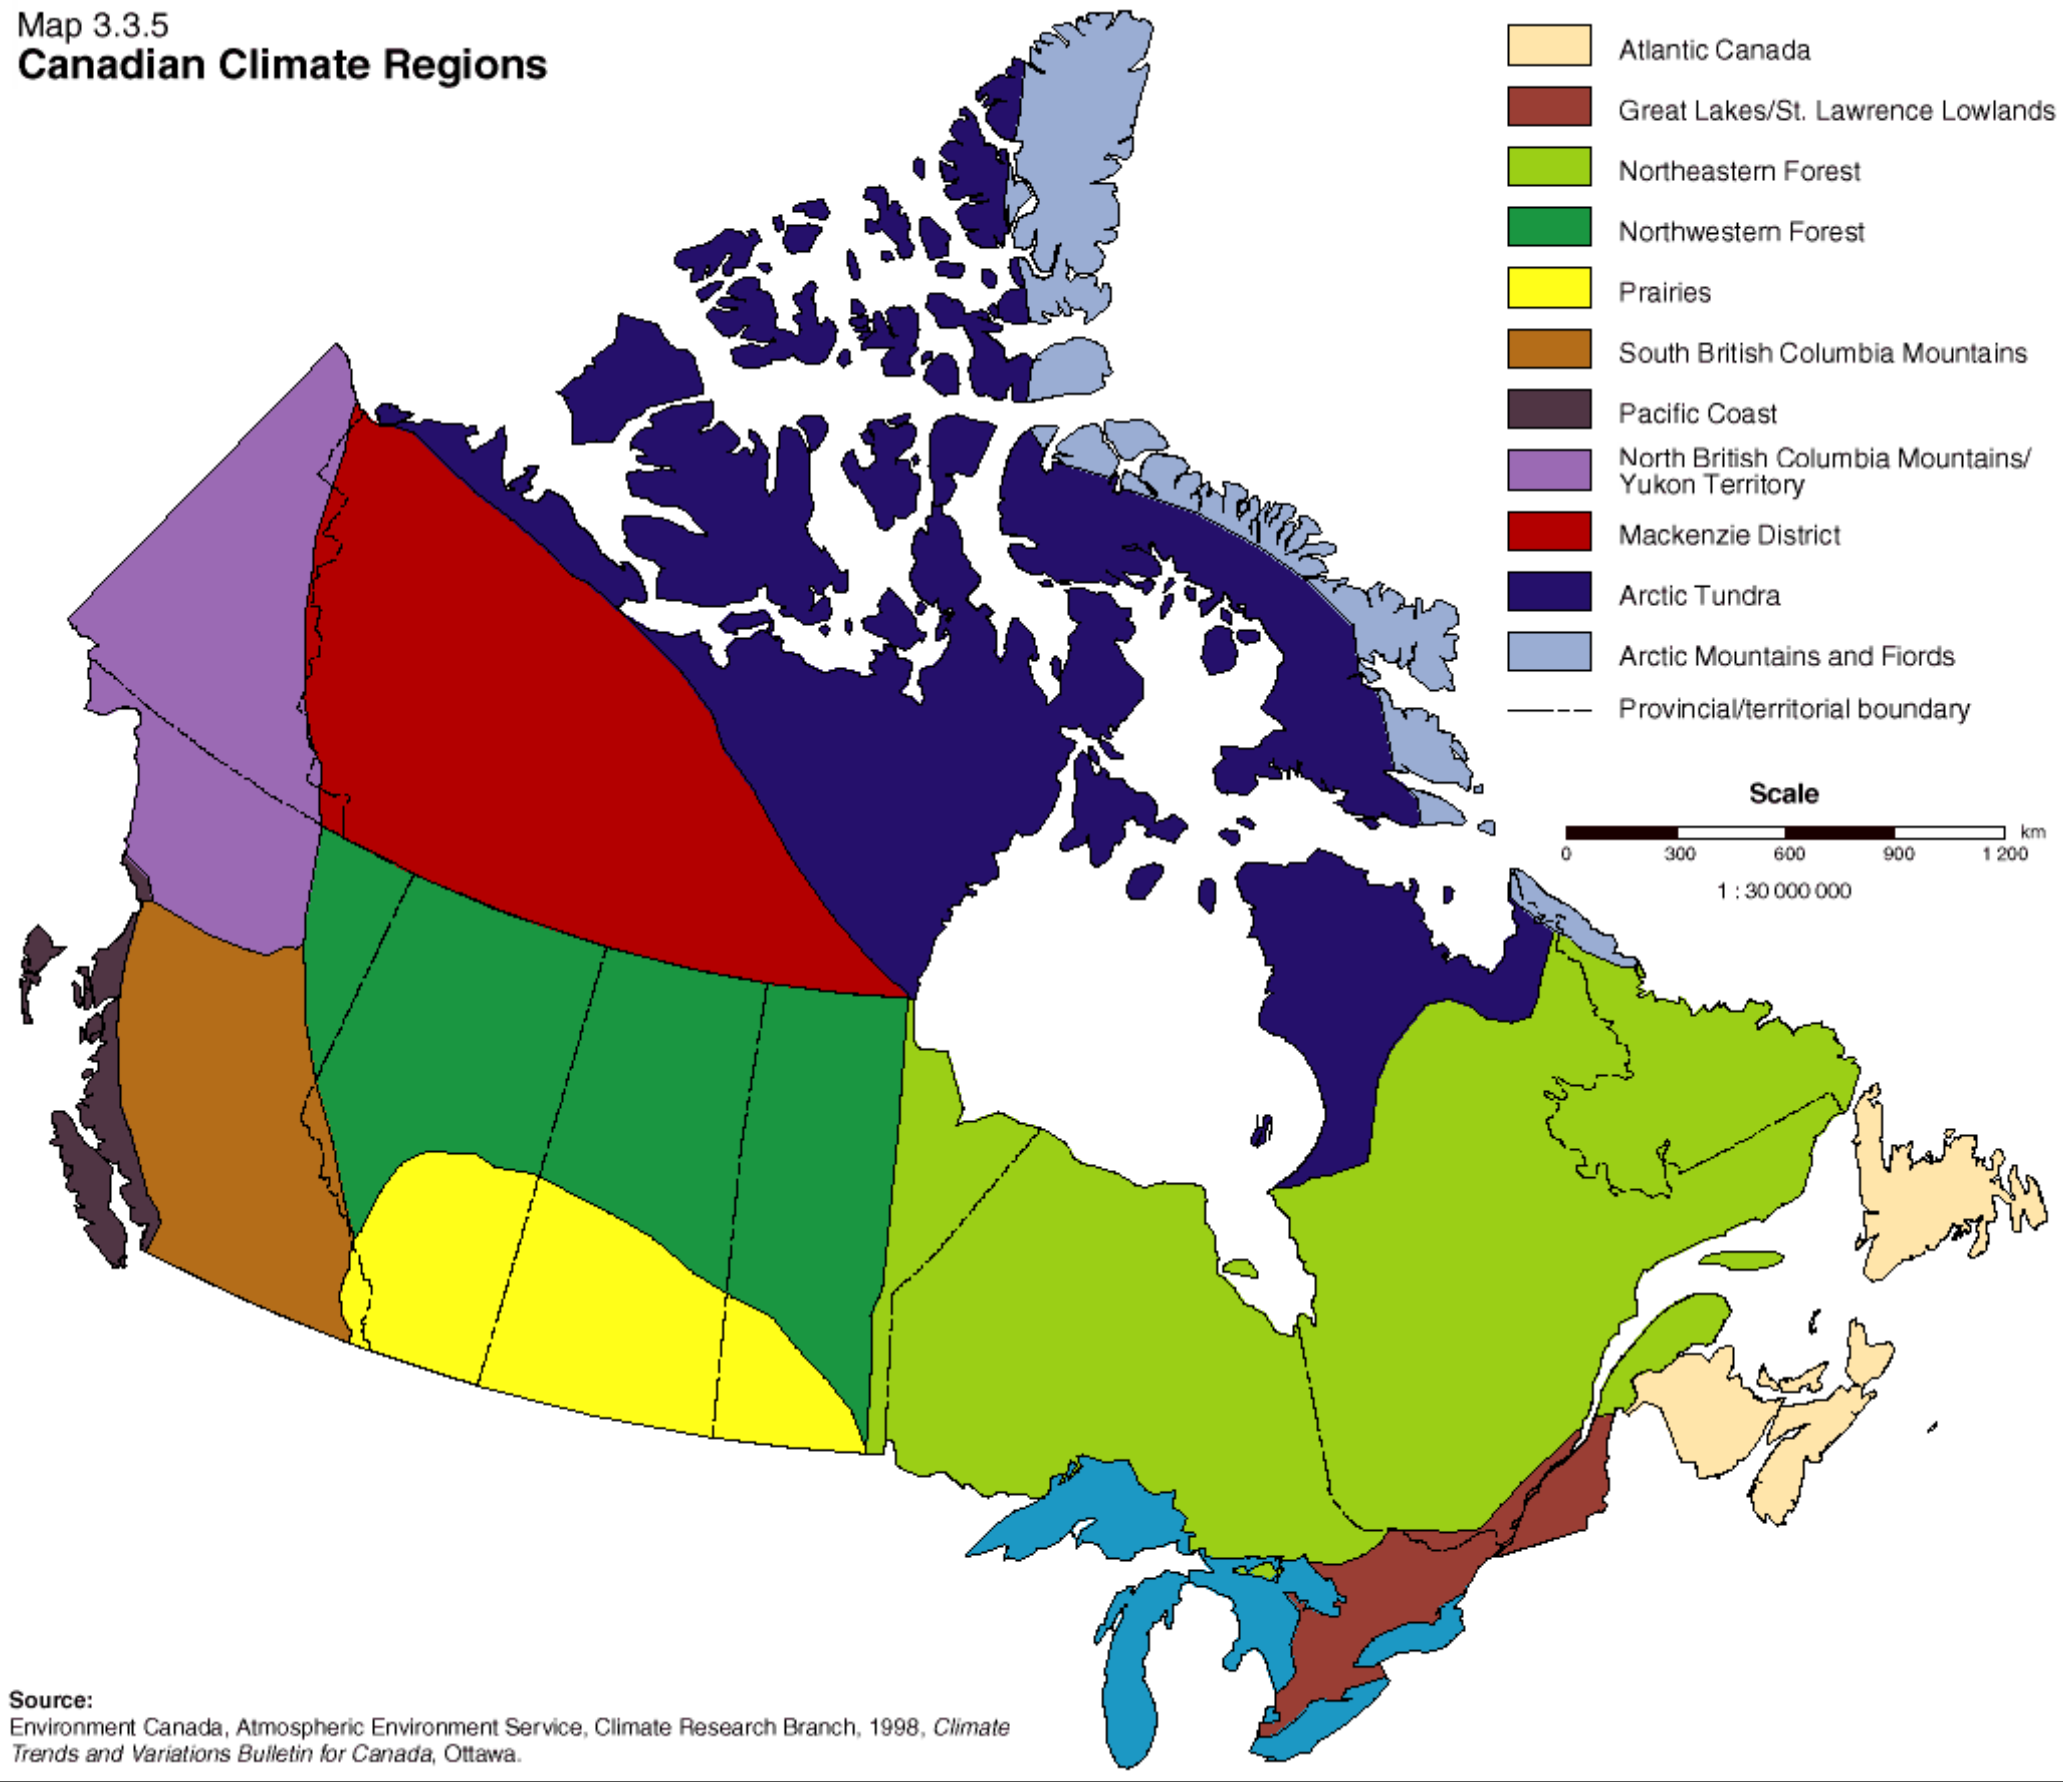 Map 3.3.5
Canadian Climate Regions
Atlantic Canada
Great Lakes/St. Lawrence Lowlands
Northeastern Forest
Northwestern Forest
Prairies
South British Columbia Mountains
Pacific Coast
North British Columbia Mountains/
Yukon Territory
Mackenzie District
Arctic Tundra
Arctic Mountains and Fiords
Provincial/territorial boundary
Scale
km
0 300 600 900 1 200
1 : 30 000 000
Source:
Environment Canada, Atmospheric Environment Service, Climate Research Branch, 1998, Climate
Trends and Variations Bulletin for Canada, Ottawa.